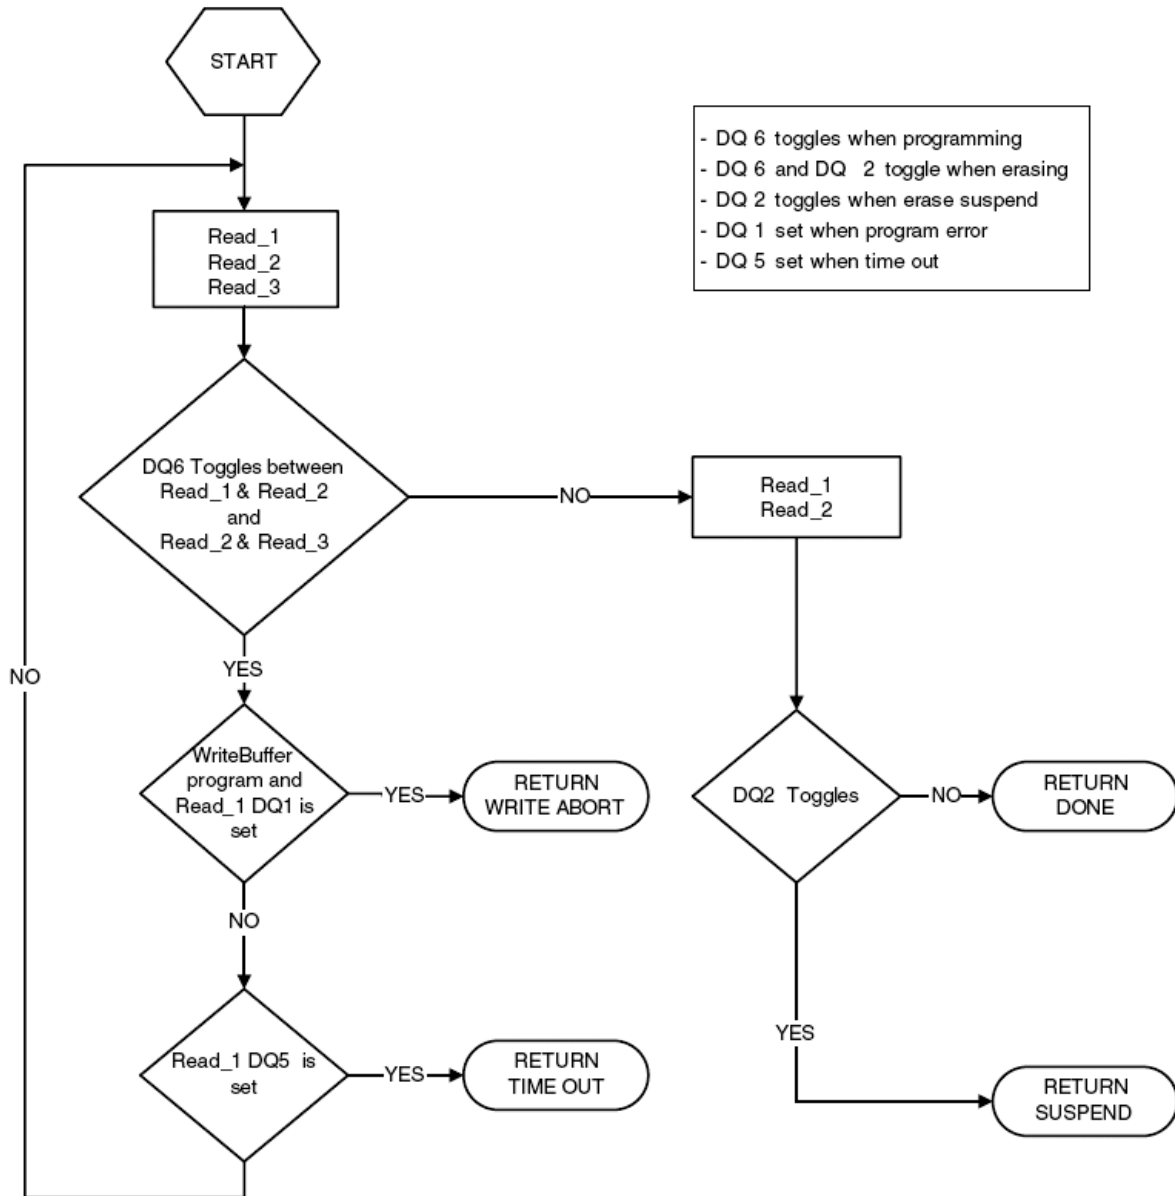 START
- DQ 6 toggles when programming
- DQ 6 and DQ 2 toggle when erasing
- DQ 2 toggles when erase suspend
- DQ 1 set when program error
- DQ 5 set when time out
Read_1
Read_2
Read_3
DQ6 Toggles between
Read_1 & Read_2
and
Read_2 & Read_3
NO
Read_1
Read_2
YES
NO
WriteBuffer
program and
Read_1 DQ1 is
set
YES
RETURN
WRITE ABORT
DQ2 Toggles
NO
RETURN
DONE
NO
YES
Read_1 DQ5 is
set
YES
RETURN
TIME OUT
RETURN
SUSPEND